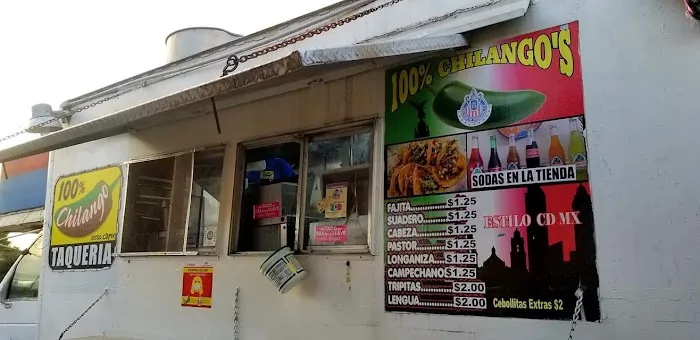 100% CHILANGO'S
SODAS EN LA TIENDA
FAJITA.......$1.25
SUADERO.......$1.25
CABEZA.......$1.25
PASTOR.......$1.25
LONGANIZA.......$1.25
CAMPECHANO.......$1.25
TRIPITAS.......$2.00
LENGUA.......$2.00
ESTILO CD MX
Cebollitas Extras $2
100%
Chilango
TAQUERIA